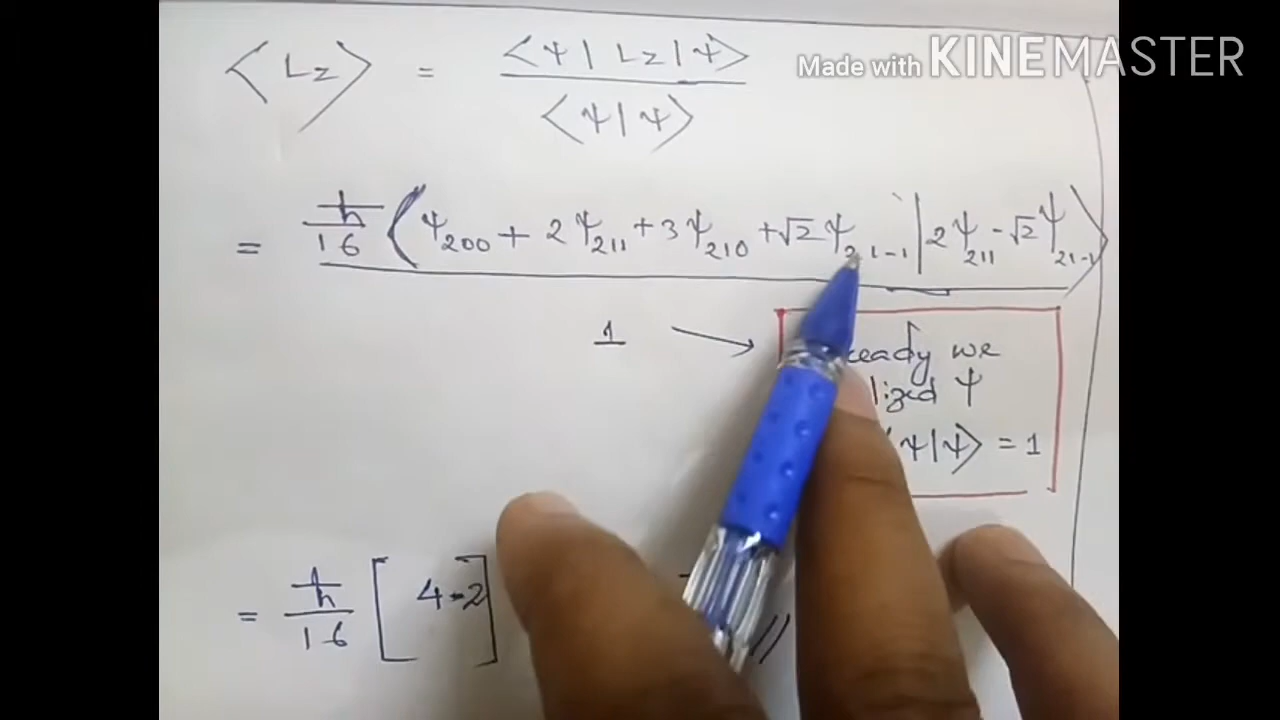 Made with KINEMASTER
⟨ Lz ⟩ = ⟨ψ | Lz | ψ⟩
⟨ψ | ψ⟩
= ħ/16 ⟨ψ200 + 2ψ211 + 3ψ210 + √2ψ21-1 | 2ψ211 - √2ψ21-1⟩
1 → we
ψ
ψ|ψ⟩ = 1
= ħ/16 [4-2]
//